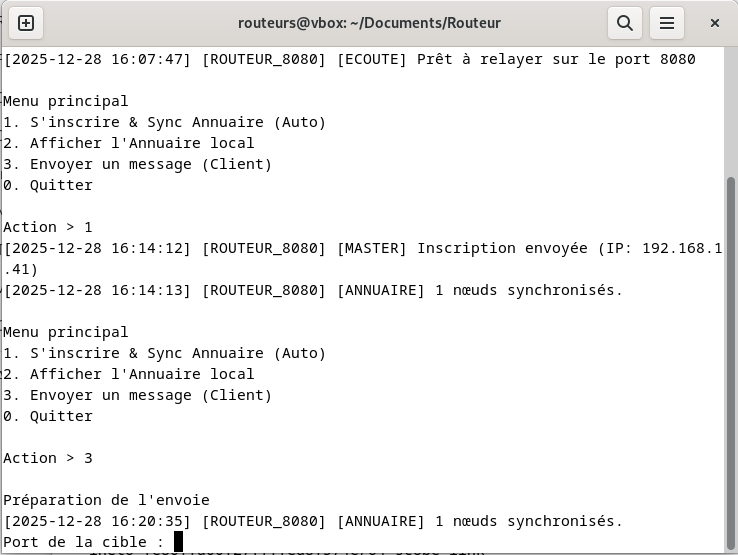 routeurs@vbox: ~/Documents/Routeur
[2025-12-28 16:07:47] [ROUTEUR_8080] [ECOUTE] Prêt à relayer sur le port 8080
Menu principal
1. S'inscrire & Sync Annuaire (Auto)
2. Afficher l'Annuaire local
3. Envoyer un message (Client)
0. Quitter
Action > 1
[2025-12-28 16:14:12] [ROUTEUR_8080] [MASTER] Inscription envoyée (IP: 192.168.1
.41)
[2025-12-28 16:14:13] [ROUTEUR_8080] [ANNUAIRE] 1 nœuds synchronisés.
Menu principal
1. S'inscrire & Sync Annuaire (Auto)
2. Afficher l'Annuaire local
3. Envoyer un message (Client)
0. Quitter
Action > 3
Préparation de l'envoie
[2025-12-28 16:20:35] [ROUTEUR_8080] [ANNUAIRE] 1 nœuds synchronisés.
Port de la cible :